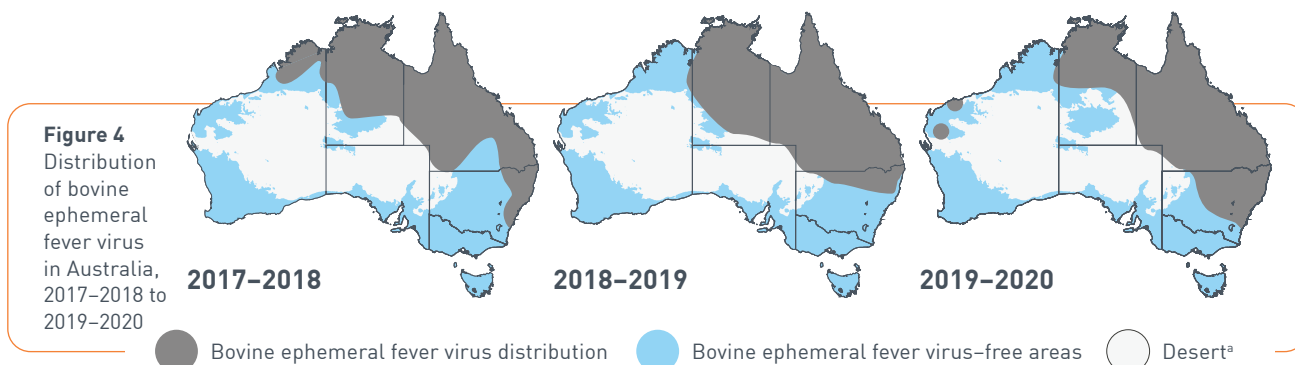 Figure 4
Distribution
of bovine
ephemeral
fever virus
in Australia,
2017–2018 to
2019–2020
2017–2018
2018–2019
2019–2020
Bovine ephemeral fever virus distribution
Bovine ephemeral fever virus–free areas
Desertᵃ